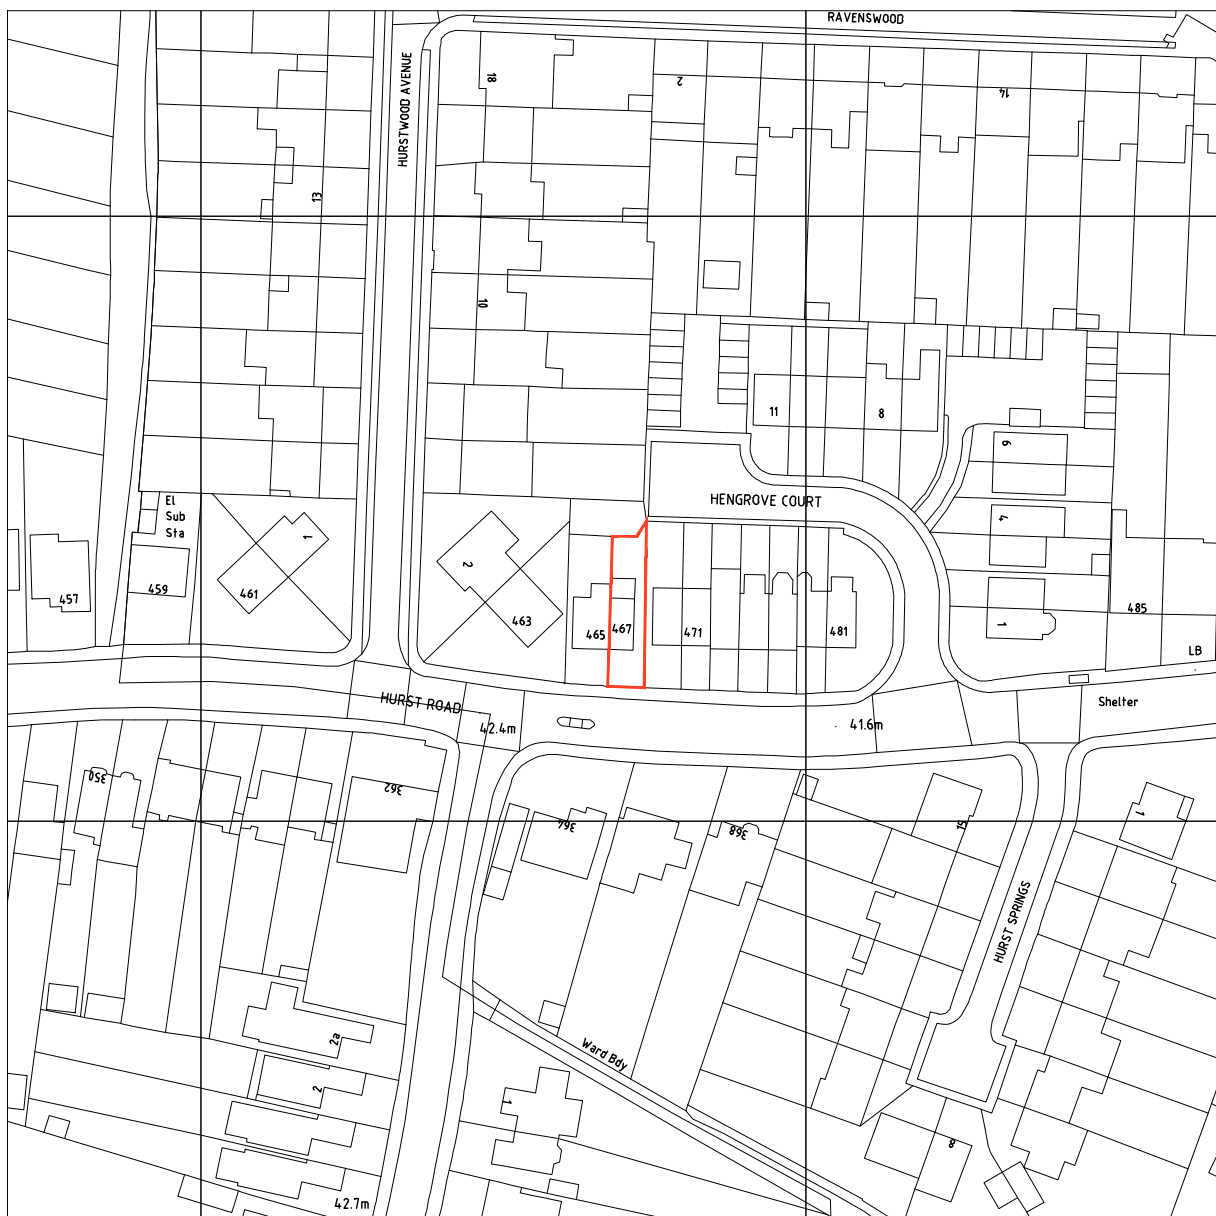 RAVENSWOOD
HURSTWOOD AVENUE
18
2
14
13
10
11
8
6
HENGROVE COURT
El
Sub
Sta
4
1
2
457
459
461
463
465
467
471
481
1
485
LB
HURST ROAD
42.4m
41.6m
Shelter
350
362
364
368
15
1
HURST SPRINGS
2a
2
Ward Bdy
1
8
42.7m